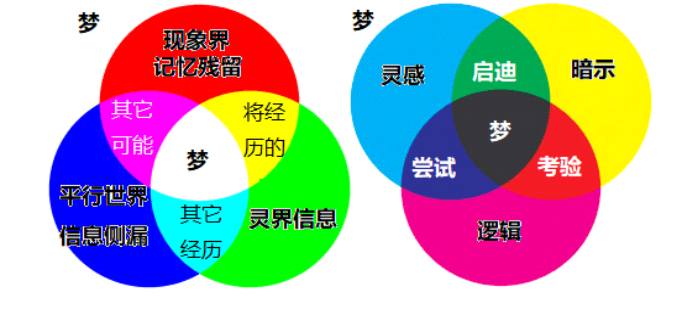 梦
现象界
记忆残留
其它
可能
将经
历的
梦
平行世界
信息侧漏
其它
经历
灵界信息
梦
灵感
启迪
暗示
梦
尝试
考验
逻辑